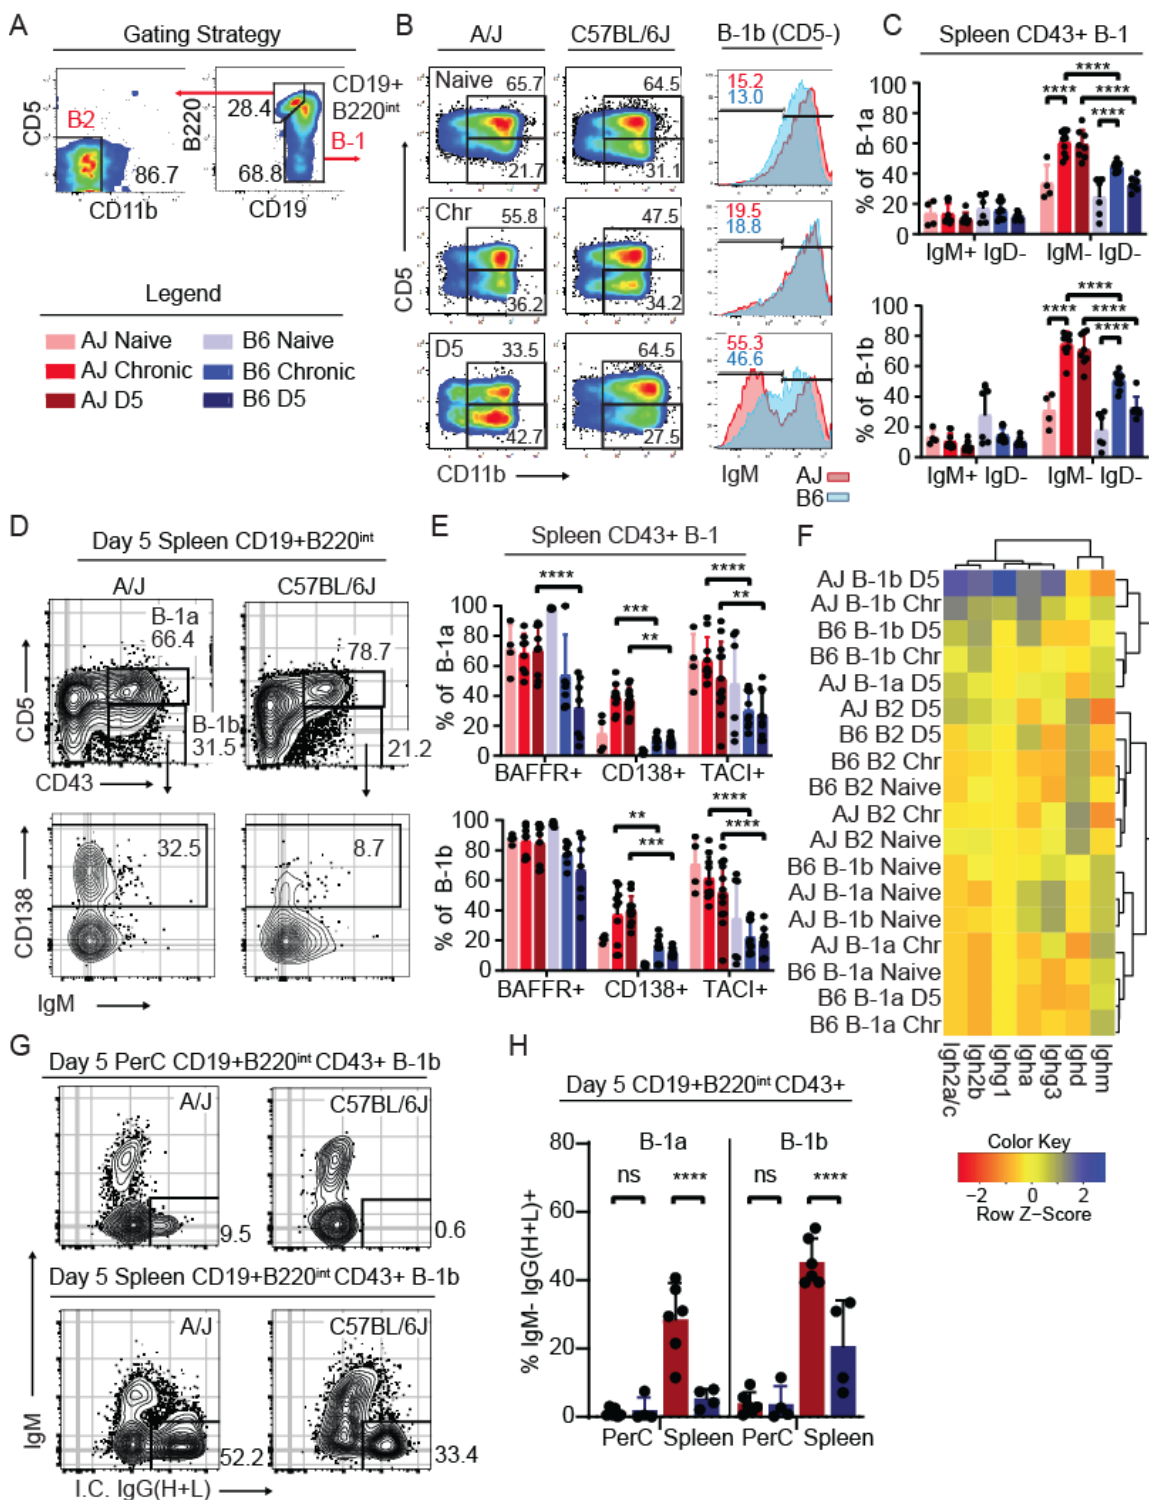 A
Gating Strategy
CD5
B2
86.7
CD11b
B220
28.4
68.8
CD19+
B220int
B-1
CD19
Legend
AJ Naive
B6 Naive
AJ Chronic
B6 Chronic
AJ D5
B6 D5
B
A/J
C57BL/6J
B-1b (CD5-)
Naive
65.7
21.7
64.5
31.1
15.2
13.0
Chr
55.8
36.2
47.5
34.2
19.5
18.8
D5
33.5
42.7
64.5
27.5
55.3
46.6
CD5
CD11b
IgM
AJ
B6
C
Spleen CD43+ B-1
% of B-1a
100
80
60
40
20
0
****
****
****
****
IgM+ IgD-
IgM- IgD-
% of B-1b
100
80
60
40
20
0
****
****
****
****
IgM+ IgD-
IgM- IgD-
D
Day 5 Spleen CD19+B220int
A/J
C57BL/6J
B-1a
66.4
78.7
B-1b
31.5
21.2
CD5
CD43
32.5
8.7
CD138
IgM
E
Spleen CD43+ B-1
% of B-1a
100
80
60
40
20
0
****
***
**
****
**
BAFFR+
CD138+
TACI+
% of B-1b
100
80
60
40
20
0
**
***
****
****
BAFFR+
CD138+
TACI+
F
AJ B-1b D5
AJ B-1b Chr
B6 B-1b D5
B6 B-1b Chr
AJ B-1a D5
AJ B2 D5
B6 B2 D5
B6 B2 Chr
B6 B2 Naive
AJ B2 Chr
AJ B2 Naive
B6 B-1b Naive
AJ B-1a Naive
AJ B-1b Naive
AJ B-1a Chr
B6 B-1a Naive
B6 B-1a D5
B6 B-1a Chr
Igh2a/c
Igh2b
Ighg1
Igha
Ighg3
Ighd
Ighm
Color Key
−2 0 2
Row Z−Score
G
Day 5 PerC CD19+B220int CD43+ B-1b
A/J
C57BL/6J
9.5
0.6
Day 5 Spleen CD19+B220int CD43+ B-1b
A/J
C57BL/6J
52.2
33.4
IgM
I.C. IgG(H+L)
H
Day 5 CD19+B220int CD43+
B-1a
B-1b
% IgM- IgG(H+L)+
80
60
40
20
0
ns
****
ns
****
PerC Spleen
PerC Spleen